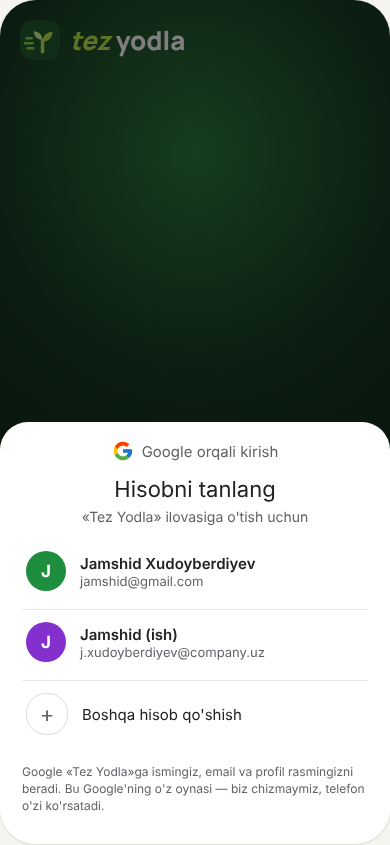 tez yodla
Google orqali kirish
Hisobni tanlang
«Tez Yodla» ilovasiga o'tish uchun
J
Jamshid Xudoyberdiyev
jamshid@gmail.com
J
Jamshid (ish)
j.xudoyberdiyev@company.uz
+ Boshqa hisob qo'shish
Google «Tez Yodla»ga ismingiz, email va profil rasmingizni
beradi. Bu Google'ning o'z oynasi — biz chizmaymiz, telefon
o'zi ko'rsatadi.